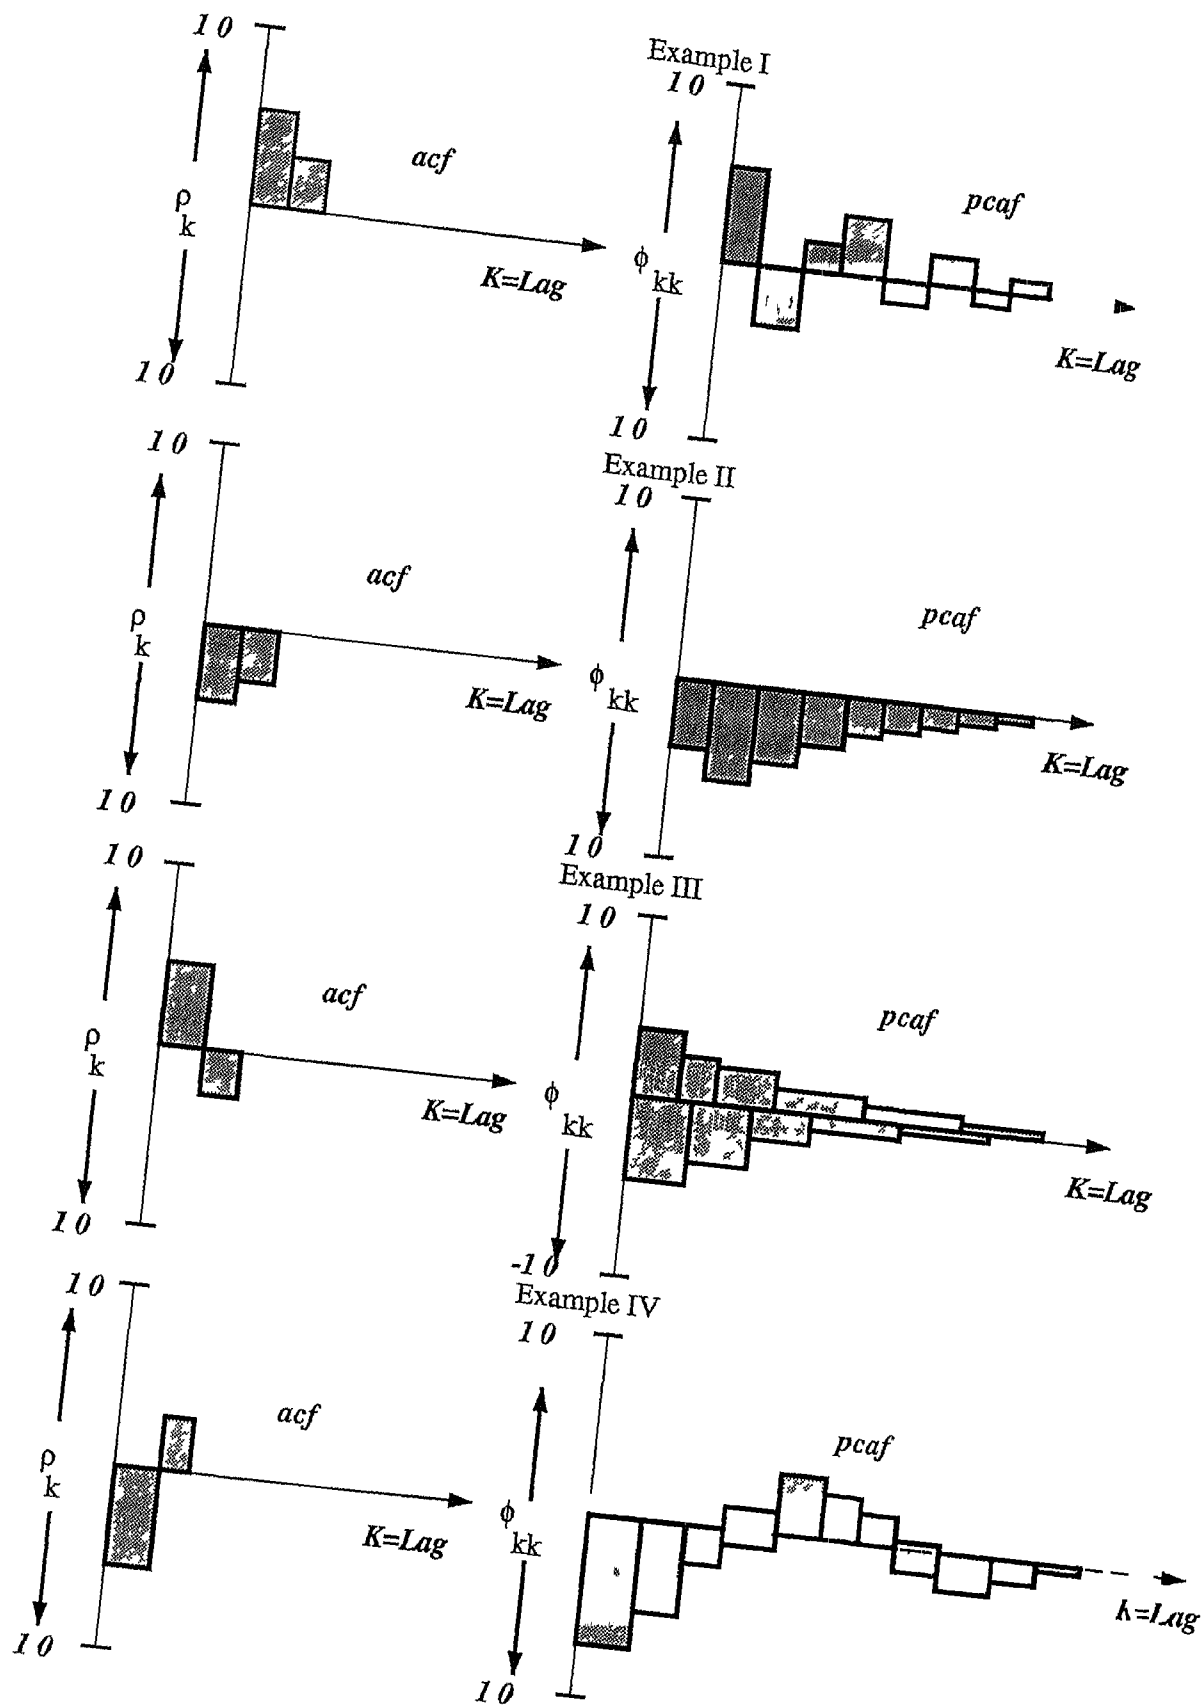 1 0
Example I
1 0
acf
pcaf
ρ
k
φ
kk
K=Lag
K=Lag
1 0
1 0
1 0
Example II
1 0
acf
pcaf
ρ
k
φ
kk
K=Lag
K=Lag
1 0
1 0
1 0
Example III
1 0
acf
pcaf
ρ
k
φ
kk
K=Lag
K=Lag
1 0
-1 0
1 0
Example IV
1 0
acf
pcaf
ρ
k
φ
kk
K=Lag
k=Lag
1 0
1 0